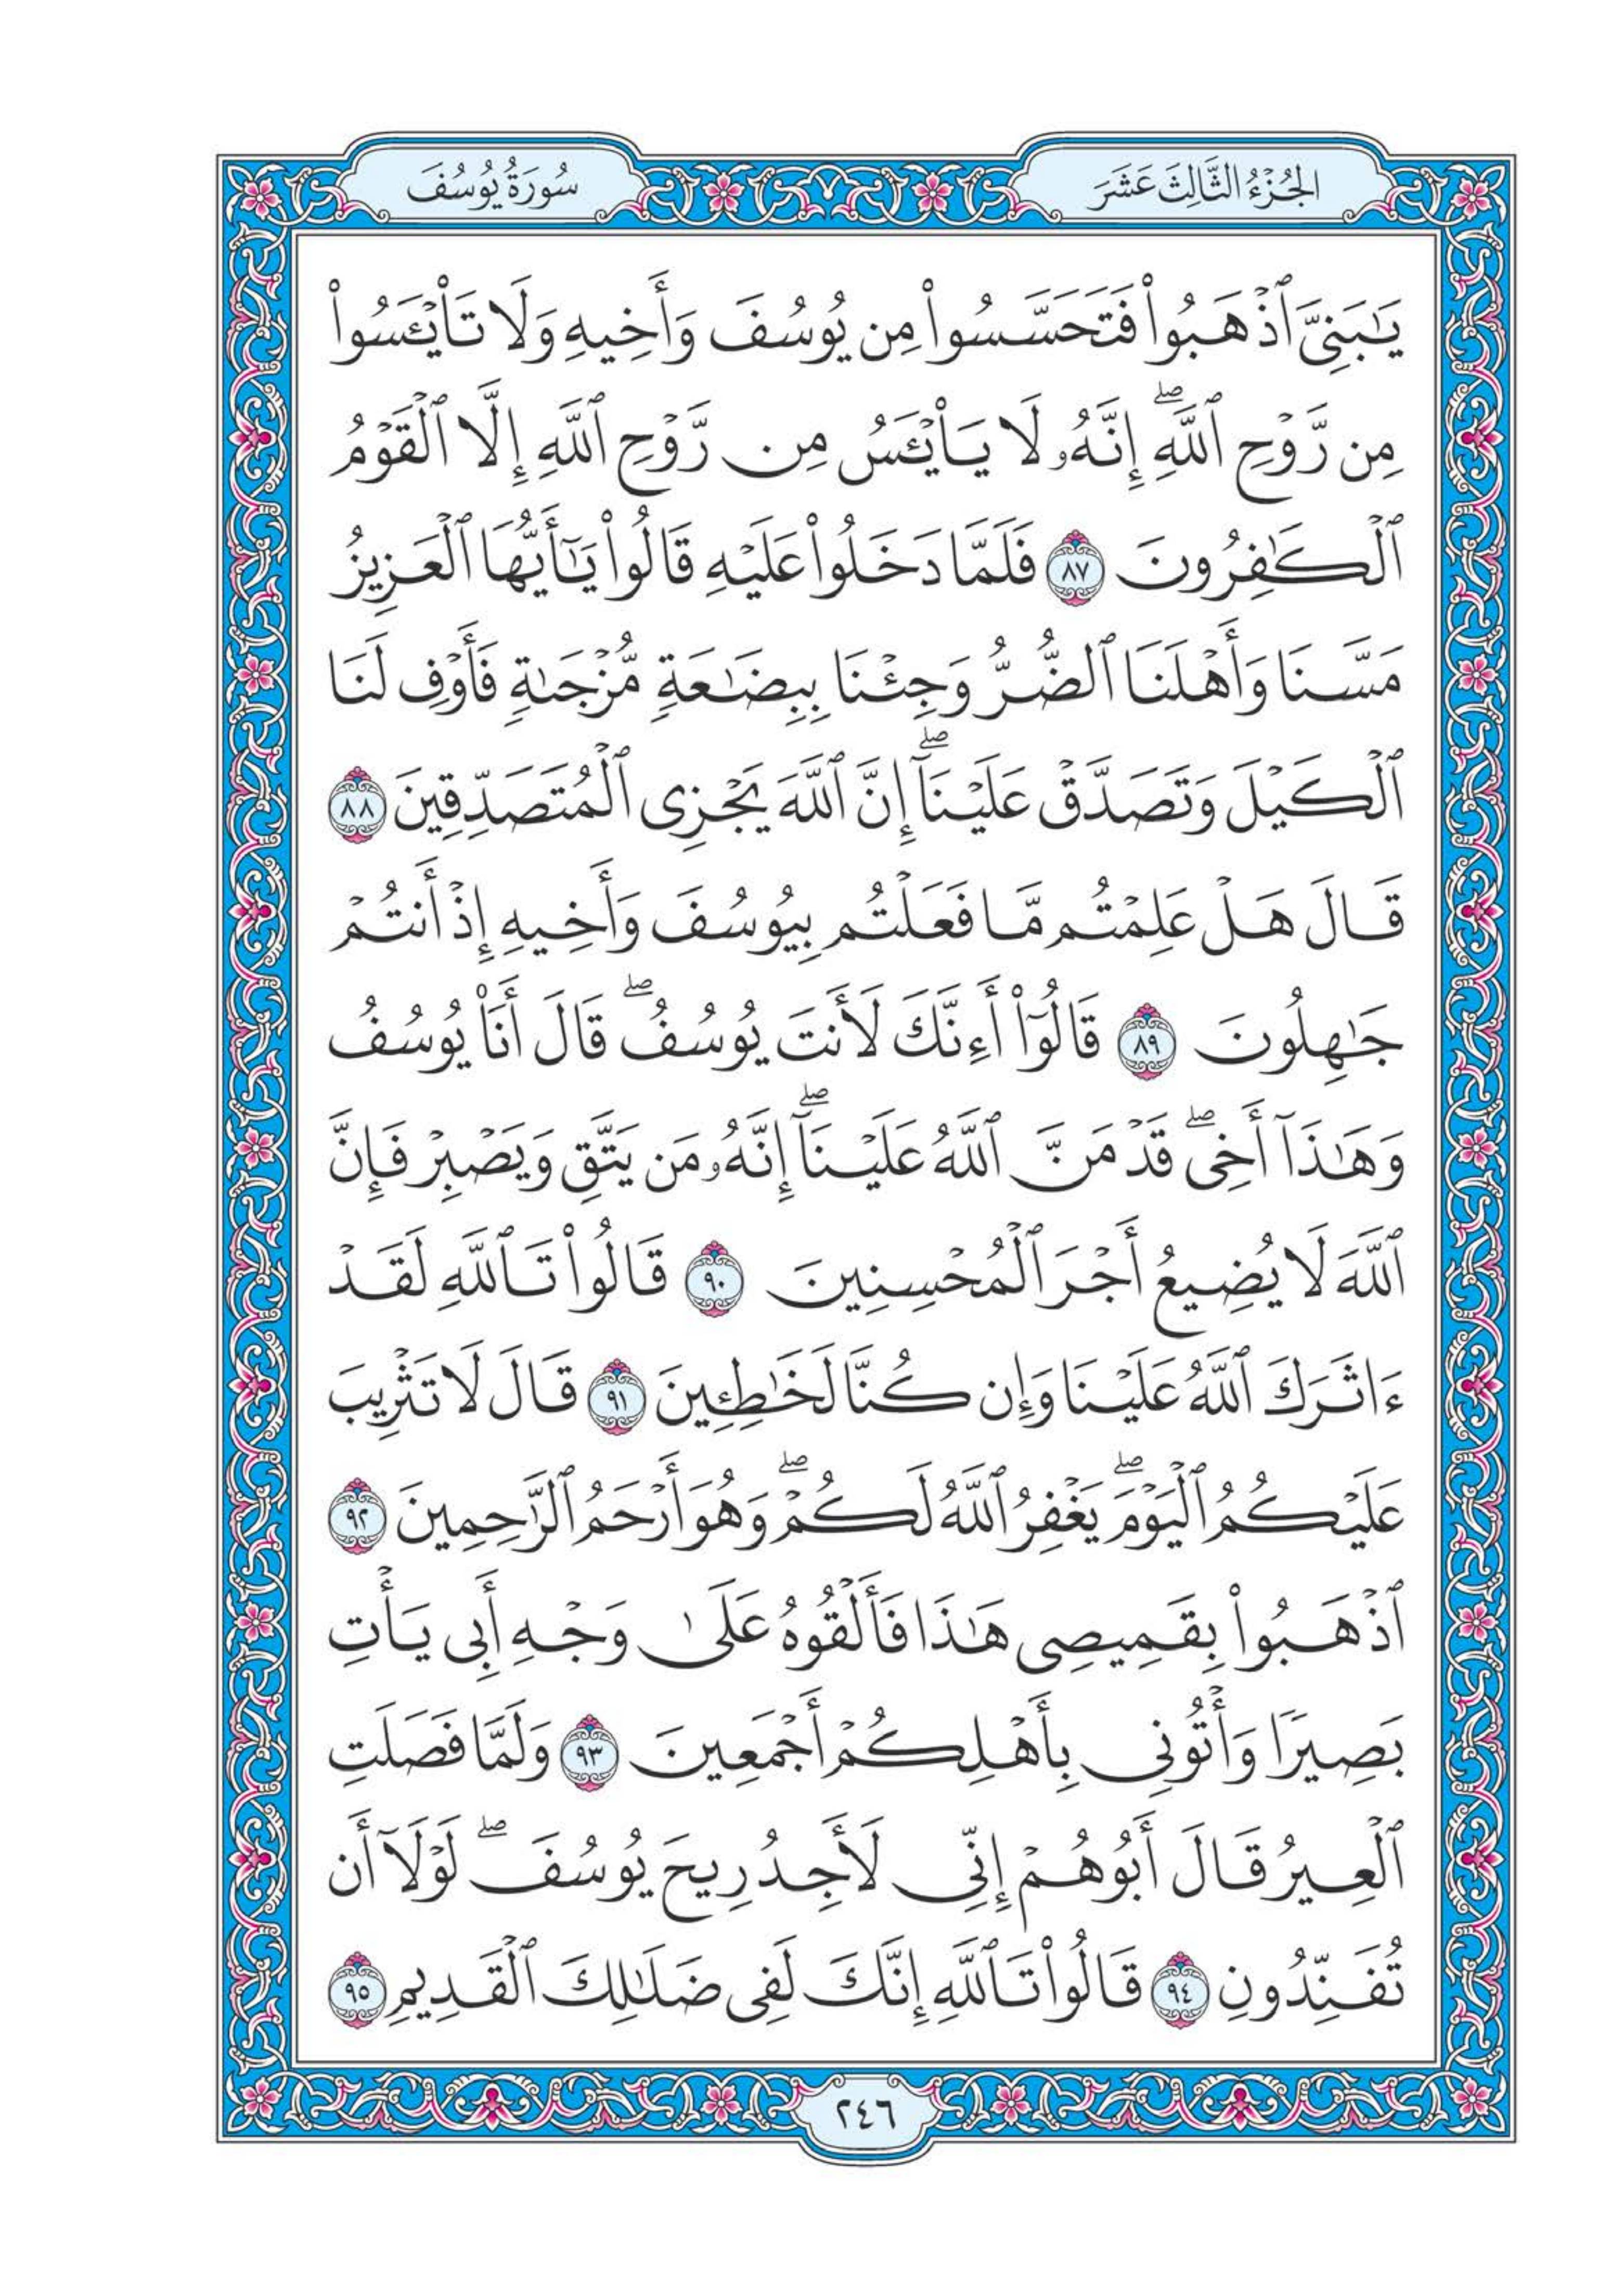 الجُزْءُ الثَّالِثَ عَشَرَ
سُورَةُ يُوسُفَ
يَٰبَنِيَّ ٱذۡهَبُواْ فَتَحَسَّسُواْ مِن يُوسُفَ وَأَخِيهِ وَلَا تَاْيۡـَٔسُواْ
مِن رَّوۡحِ ٱللَّهِۖ إِنَّهُۥ لَا يَاْيۡـَٔسُ مِن رَّوۡحِ ٱللَّهِ إِلَّا ٱلۡقَوۡمُ
ٱلۡكَٰفِرُونَ ٨٧ فَلَمَّا دَخَلُواْ عَلَيۡهِ قَالُواْ يَٰٓأَيُّهَا ٱلۡعَزِيزُ
مَسَّنَا وَأَهۡلَنَا ٱلضُّرُّ وَجِئۡنَا بِبِضَٰعَةٖ مُّزۡجَىٰةٖ فَأَوۡفِ لَنَا
ٱلۡكَيۡلَ وَتَصَدَّقۡ عَلَيۡنَآۖ إِنَّ ٱللَّهَ يَجۡزِي ٱلۡمُتَصَدِّقِينَ ٨٨
قَالَ هَلۡ عَلِمۡتُم مَّا فَعَلۡتُم بِيُوسُفَ وَأَخِيهِ إِذۡ أَنتُمۡ
جَٰهِلُونَ ٨٩ قَالُوٓاْ أَءِنَّكَ لَأَنتَ يُوسُفُۖ قَالَ أَنَا۠ يُوسُفُ
وَهَٰذَآ أَخِيۖ قَدۡ مَنَّ ٱللَّهُ عَلَيۡنَآۖ إِنَّهُۥ مَن يَتَّقِ وَيَصۡبِرۡ فَإِنَّ
ٱللَّهَ لَا يُضِيعُ أَجۡرَ ٱلۡمُحۡسِنِينَ ٩٠ قَالُواْ تَٱللَّهِ لَقَدۡ
ءَاثَرَكَ ٱللَّهُ عَلَيۡنَا وَإِن كُنَّا لَخَٰطِـِٔينَ ٩١ قَالَ لَا تَثۡرِيبَ
عَلَيۡكُمُ ٱلۡيَوۡمَۖ يَغۡفِرُ ٱللَّهُ لَكُمۡۖ وَهُوَ أَرۡحَمُ ٱلرَّٰحِمِينَ ٩٢
ٱذۡهَبُواْ بِقَمِيصِي هَٰذَا فَأَلۡقُوهُ عَلَىٰ وَجۡهِ أَبِي يَأۡتِ
بَصِيرٗا وَأۡتُونِي بِأَهۡلِكُمۡ أَجۡمَعِينَ ٩٣ وَلَمَّا فَصَلَتِ
ٱلۡعِيرُ قَالَ أَبُوهُمۡ إِنِّي لَأَجِدُ رِيحَ يُوسُفَۖ لَوۡلَآ أَن
تُفَنِّدُونِ ٩٤ قَالُواْ تَٱللَّهِ إِنَّكَ لَفِي ضَلَٰلِكَ ٱلۡقَدِيمِ ٩٥
٢٤٦